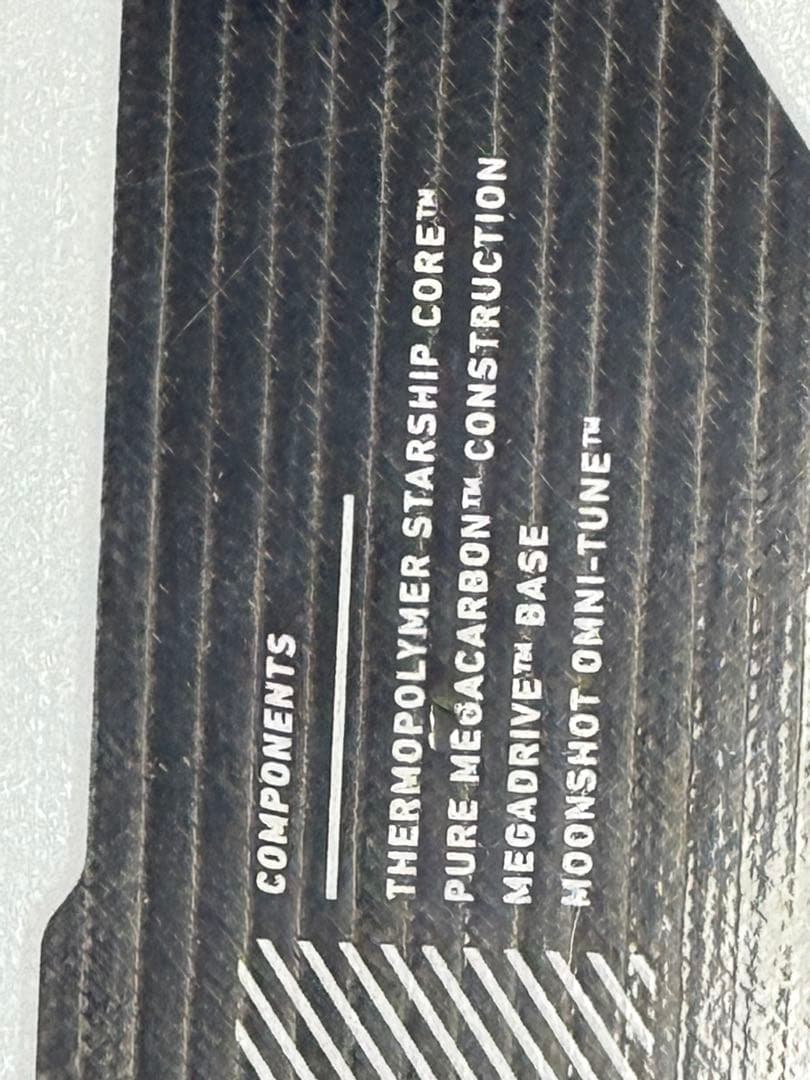 COMPONENTS
THERMOPOLYMER STARSHIP CORE™
PURE MEGACARBON™ CONSTRUCTION
MEGADRIVE™ BASE
MOONSHOT OMNI-TUNE™